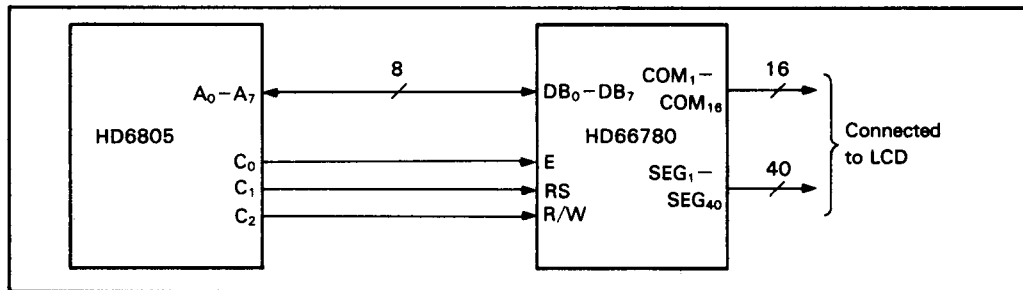 8
A₀–A₇
DB₀–DB₇
COM₁–
COM₁₆
16
HD6805
HD66780
Connected
to LCD
C₀
E
SEG₁–
SEG₄₀
40
C₁
RS
C₂
R/W